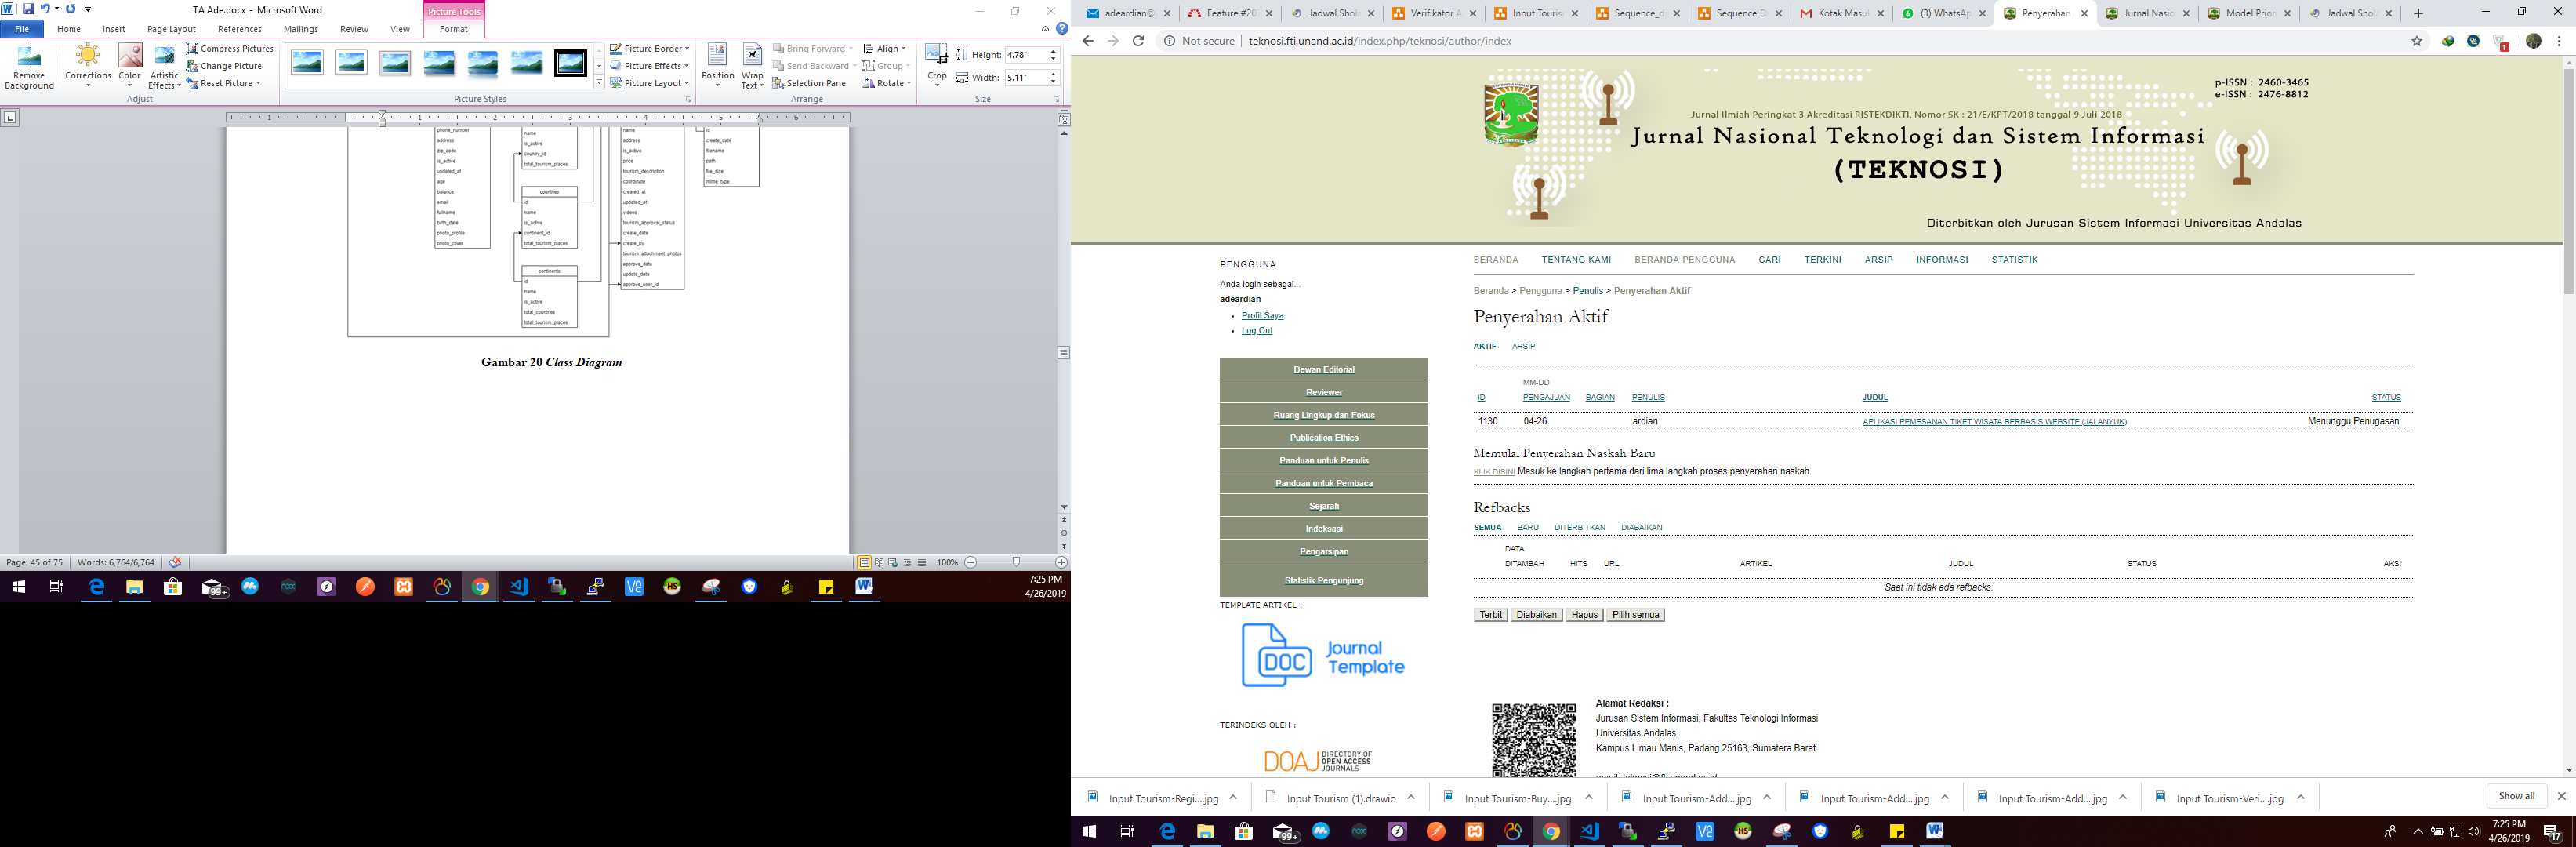 TA Ade.docx - Microsoft Word
Picture Tools
File Home Insert Page Layout References Mailings Review View Format
Remove Background
Corrections
Color
Artistic Effects
Compress Pictures
Change Picture
Reset Picture
Adjust
Picture Styles
Picture Border
Picture Effects
Picture Layout
Position
Wrap Text
Bring Forward
Send Backward
Selection Pane
Align
Group
Rotate
Arrange
Crop
Height: 4.78"
Width: 5.11"
Size
phone_number
address
zip_code
is_active
updated_at
age
balance
email
fullname
birth_date
photo_profile
photo_cover
name
is_active
country_id
total_tourism_places
countries
id
name
is_active
continent_id
total_tourism_places
continents
id
name
is_active
total_countries
total_tourism_places
name
address
is_active
price
tourism_description
coordinate
created_at
updated_at
videos
tourism_approval_status
create_date
create_by
tourism_attachment_photos
approve_date
update_date
approve_user_id
id
create_date
filename
path
file_size
mime_type
Gambar 20 Class Diagram
Page: 45 of 75 Words: 6,764/6,764 100%
99+
7:25 PM
4/26/2019
adeardian@ Feature #20 Jadwal Shol Verifikator A Input Touris Sequence_d Sequence D Kotak Masu (3) WhatsAp Penyerahan Jurnal Nasio Model Prior Jadwal Shol
Not secure | teknosi.fti.unand.ac.id/index.php/teknosi/author/index
p-ISSN : 2460-3465
e-ISSN : 2476-8812
Jurnal Ilmiah Peringkat 3 Akreditasi RISTEKDIKTI, Nomor SK : 21/E/KPT/2018 tanggal 9 Juli 2018
Jurnal Nasional Teknologi dan Sistem Informasi
(TEKNOSI)
Diterbitkan oleh Jurusan Sistem Informasi Universitas Andalas
PENGGUNA
Anda login sebagai...
adeardian
Profil Saya
Log Out
Dewan Editorial
Reviewer
Ruang Lingkup dan Fokus
Publication Ethics
Panduan untuk Penulis
Panduan untuk Pembaca
Sejarah
Indeksasi
Pengarsipan
Statistik Pengunjung
TEMPLATE ARTIKEL :
DOC
Journal Template
TERINDEKS OLEH :
DOAJ DIRECTORY OF OPEN ACCESS JOURNALS
BERANDA TENTANG KAMI BERANDA PENGGUNA CARI TERKINI ARSIP INFORMASI STATISTIK
Beranda > Pengguna > Penulis > Penyerahan Aktif
Penyerahan Aktif
AKTIF ARSIP
MM-DD
ID PENGAJUAN BAGIAN PENULIS JUDUL STATUS
1130 04-26 ardian APLIKASI PEMESANAN TIKET WISATA BERBASIS WEBSITE (JALANYUK) Menunggu Penugasan
Memulai Penyerahan Naskah Baru
KLIK DISINI Masuk ke langkah pertama dari lima langkah proses penyerahan naskah.
Refbacks
SEMUA BARU DITERBITKAN DIABAIKAN
DATA
DITAMBAH HITS URL ARTIKEL JUDUL STATUS AKSI
Saat ini tidak ada refbacks.
Terbit Diabaikan Hapus Pilih semua
Alamat Redaksi :
Jurusan Sistem Informasi, Fakultas Teknologi Informasi
Universitas Andalas
Kampus Limau Manis, Padang 25163, Sumatera Barat
email: teknosi@fti.unand.ac.id
Input Tourism-Regi....jpg Input Tourism (1).drawio Input Tourism-Buy....jpg Input Tourism-Add....jpg Input Tourism-Add....jpg Input Tourism-Add....jpg Input Tourism-Veri....jpg Show all
99+
7:25 PM
4/26/2019
17